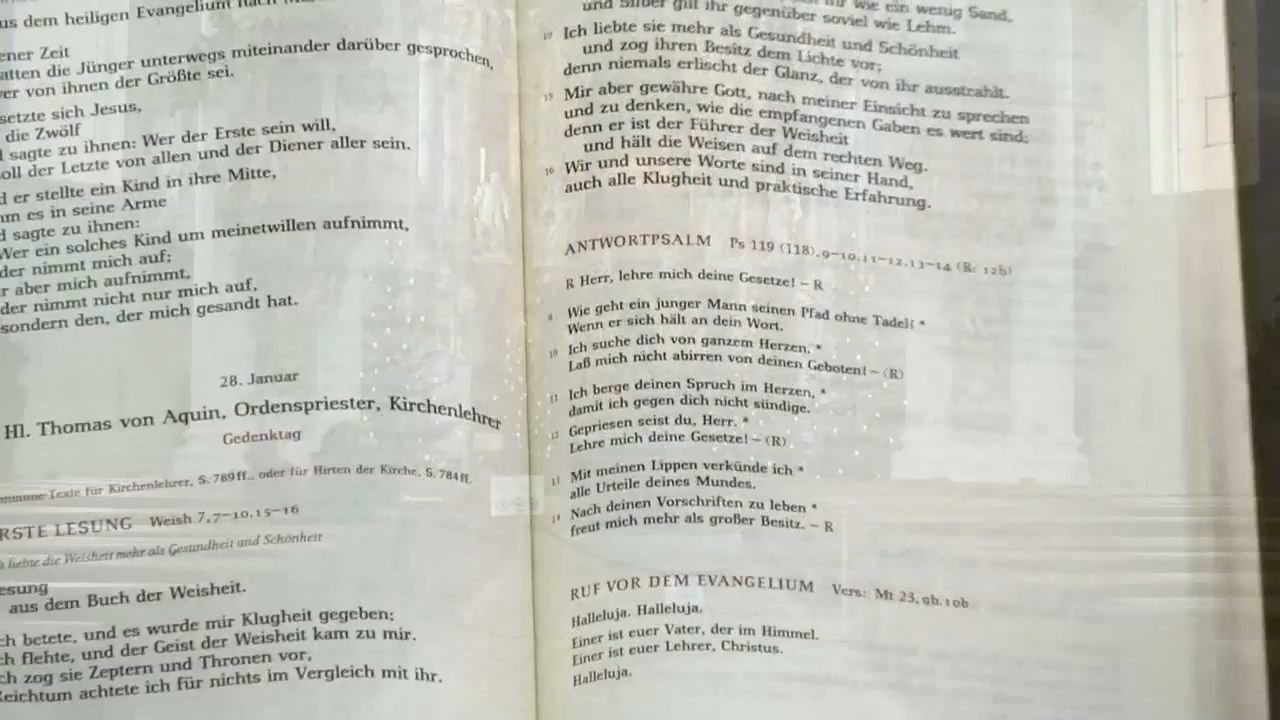 us dem heiligen Evangelium nach
ener Zeit
atten die Jünger unterwegs miteinander darüber gesprochen,
er von ihnen der Größte sei.
setzte sich Jesus,
die Zwölf
sagte zu ihnen: Wer der Erste sein will,
oll der Letzte von allen und der Diener aller sein.
d er stellte ein Kind in ihre Mitte,
m es in seine Arme
d sagte zu ihnen:
Wer ein solches Kind um meinetwillen aufnimmt,
der nimmt mich auf;
r aber mich aufnimmt,
der nimmt nicht nur mich auf,
sondern den, der mich gesandt hat.
28. Januar
Hl. Thomas von Aquin, Ordenspriester, Kirchenlehrer
Gedenktag
mmune-Texte für Kirchenlehrer, S. 789 ff., oder für Hirten der Kirche, S. 784 ff.
RSTE LESUNG Weish 7,7–10.15–16
h liebte die Weisheit mehr als Gesundheit und Schönheit
esung
aus dem Buch der Weisheit.
ch betete, und es wurde mir Klugheit gegeben;
ch flehte, und der Geist der Weisheit kam zu mir.
ch zog sie Zeptern und Thronen vor,
Reichtum achtete ich für nichts im Vergleich mit ihr.
wie ein wenig Sand,
und Silber gilt ihr gegenüber soviel wie Lehm.
10 Ich liebte sie mehr als Gesundheit und Schönheit
und zog ihren Besitz dem Lichte vor;
denn niemals erlischt der Glanz, der von ihr ausstrahlt.
15 Mir aber gewähre Gott, nach meiner Einsicht zu sprechen
und zu denken, wie die empfangenen Gaben es wert sind;
denn er ist der Führer der Weisheit
und hält die Weisen auf dem rechten Weg.
16 Wir und unsere Worte sind in seiner Hand,
auch alle Klugheit und praktische Erfahrung.
ANTWORTPSALM Ps 119 (118),9–10.11–12.13–14 (R: 12b)
R Herr, lehre mich deine Gesetze! – R
9 Wie geht ein junger Mann seinen Pfad ohne Tadel? *
Wenn er sich hält an dein Wort.
10 Ich suche dich von ganzem Herzen. *
Laß mich nicht abirren von deinen Geboten! – (R)
11 Ich berge deinen Spruch im Herzen, *
damit ich gegen dich nicht sündige.
12 Gepriesen seist du, Herr. *
Lehre mich deine Gesetze! – (R)
13 Mit meinen Lippen verkünde ich *
alle Urteile deines Mundes.
14 Nach deinen Vorschriften zu leben *
freut mich mehr als großer Besitz. – R
RUF VOR DEM EVANGELIUM Vers: Mt 23,9b.10b
Halleluja. Halleluja.
Einer ist euer Vater, der im Himmel.
Einer ist euer Lehrer, Christus.
Halleluja.